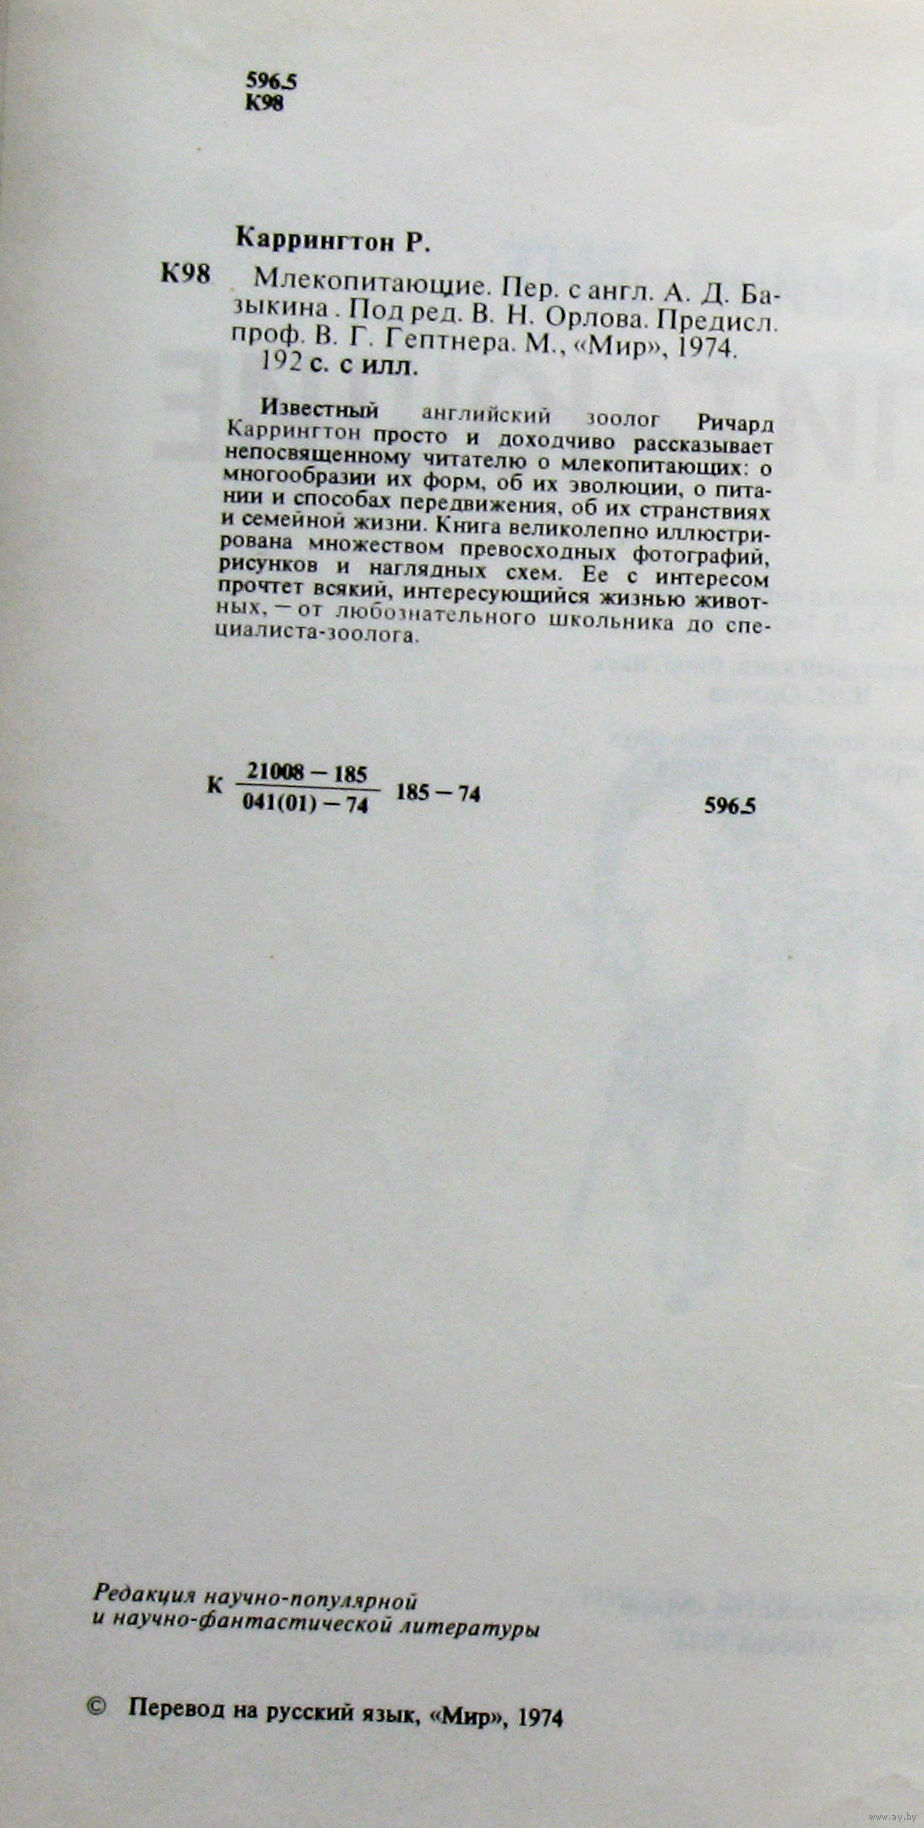 596.5
К98
Каррингтон Р.
К98 Млекопитающие. Пер. с англ. А. Д. Ба-
зыкина. Под ред. В. Н. Орлова. Предисл.
проф. В. Г. Гептнера. М., «Мир», 1974.
192 с. с илл.
Известный английский зоолог Ричард
Каррингтон просто и доходчиво рассказывает
непосвященному читателю о млекопитающих: о
многообразии их форм, об их эволюции, о пита-
нии и способах передвижения, об их странствиях
и семейной жизни. Книга великолепно иллюстри-
рована множеством превосходных фотографий,
рисунков и наглядных схем. Ее с интересом
прочтет всякий, интересующийся жизнью живот-
ных, — от любознательного школьника до спе-
циалиста-зоолога.
21008 — 185
К 041(01) — 74 185 — 74
596.5
Редакция научно-популярной
и научно-фантастической литературы
© Перевод на русский язык, «Мир», 1974
www.ay.by